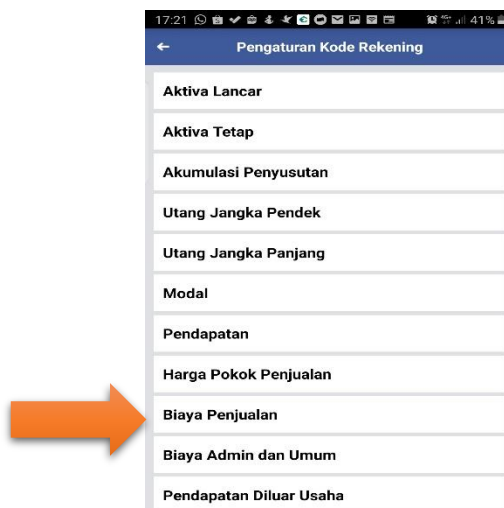 17:21 41%
Pengaturan Kode Rekening
Aktiva Lancar
Aktiva Tetap
Akumulasi Penyusutan
Utang Jangka Pendek
Utang Jangka Panjang
Modal
Pendapatan
Harga Pokok Penjualan
Biaya Penjualan
Biaya Admin dan Umum
Pendapatan Diluar Usaha